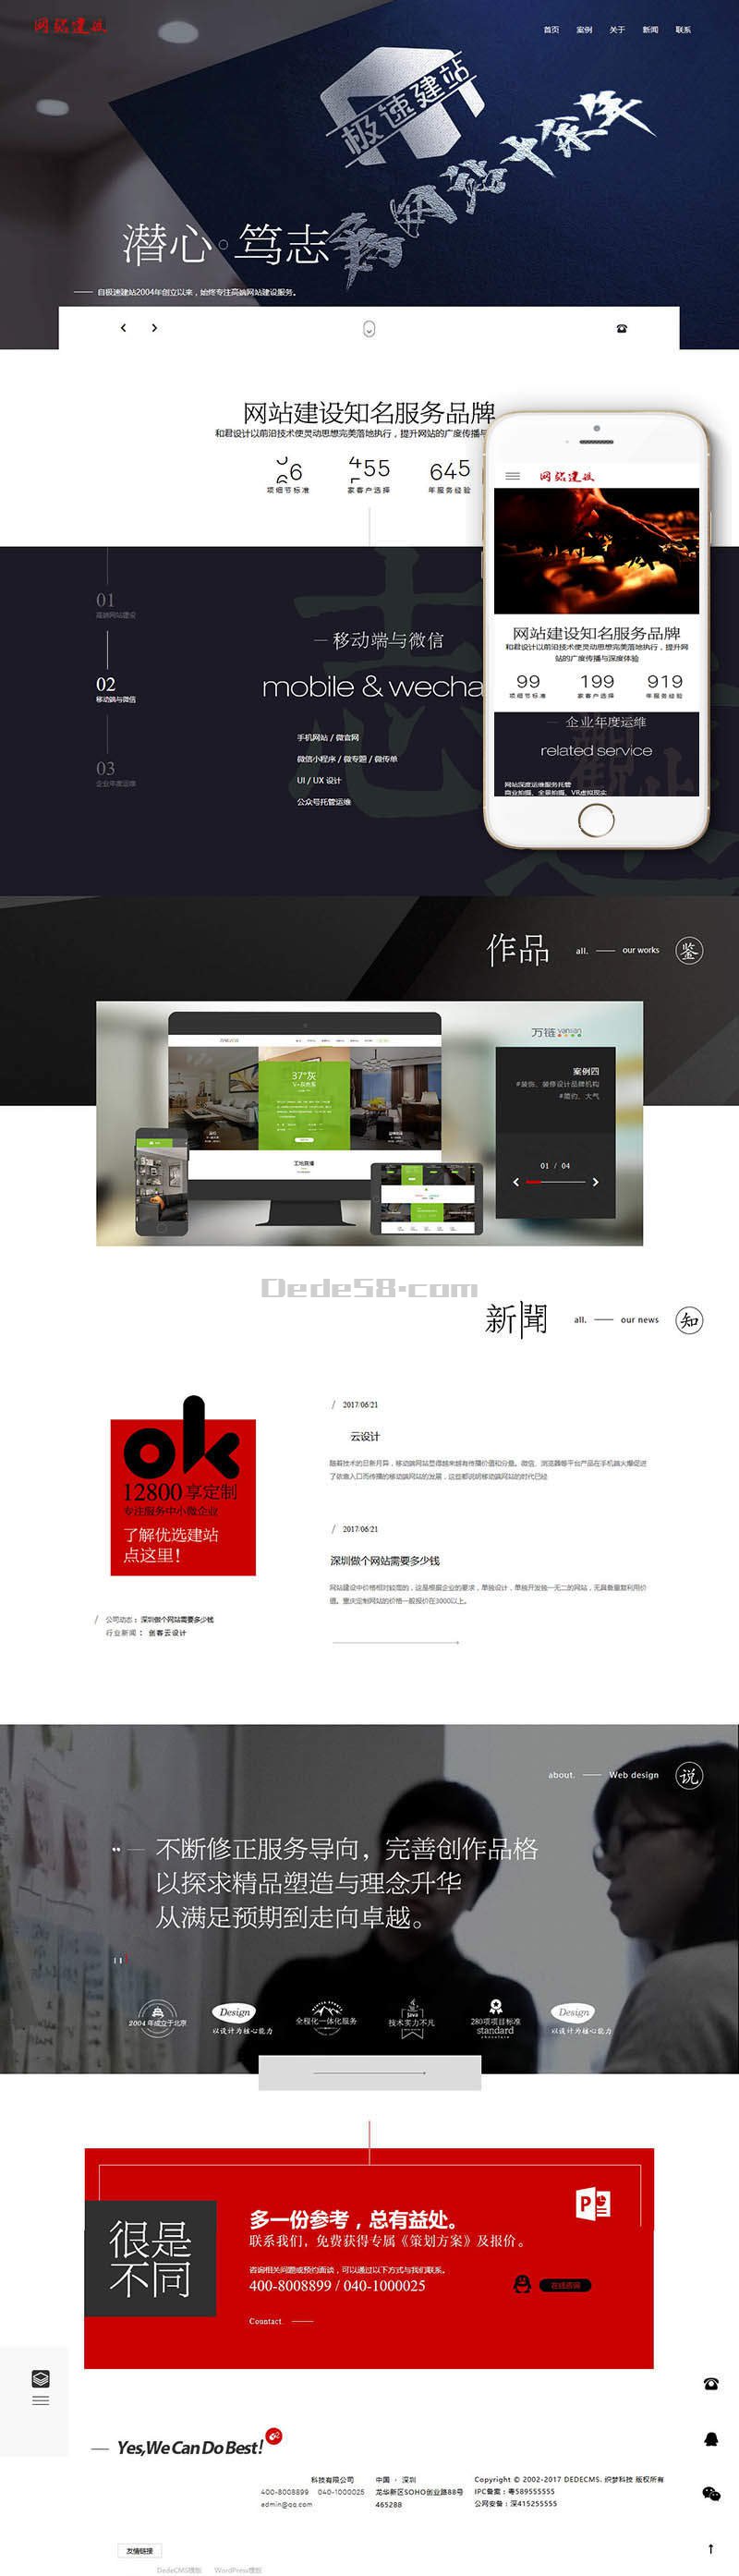 网站建设
首页 案例 关于 新闻 联系
极速建站
潜心 笃志
自极速建站2004年创立以来，始终专注高端网站建设服务。
网站建设知名服务品牌
和君设计以前沿技术使灵动思想完美落地执行，提升网站的广度传播与
455 645
项细节标准 家客户选择 年服务经验
01
高端网站建设
02
移动端与微信
03
企业年度运维
移动端与微信
mobile & wecha
手机网站 / 微官网
微信小程序 / 微专题 / 微传单
UI / UX 设计
公众号托管运维
网站建设知名服务品牌
和君设计以前沿技术使灵动思想完美落地执行，提升网
站的广度传播与深度体验
99 199 919
项细节标准 家客户选择 年服务经验
企业年度运维
related service
网站深度运维服务托管
商业拍摄、全景拍摄、VR虚拟现实
作品 all. our works 鉴
万链
37°灰
工地直播
案例四
#装饰、装修设计品牌机构
#简约、大气
01 / 04
Dede58.com
新聞 all. our news 知
ok
12800 享定制
专注服务中小微企业
了解优选建站
点这里！
/ 公司动态： 深圳做个网站需要多少钱
行业新闻： 创客云设计
/ 2017/06/21
云设计
随着技术的日新月异，移动端网站显得越来越有传播价值和分量。微信、浏览器等平台产品在手机端火爆促进
了依靠入口而传播的移动端网站的发展，这些都说明移动端网站的时代已经
/ 2017/06/21
深圳做个网站需要多少钱
网站建设中价格相对较高的，这是根据企业的要求，单独设计，单独开发独一无二的网站，无具备重复利用价
值。重庆定制网站的价格一般报价在3000以上。
about. Web design 说
不断修正服务导向，完善创作品格
以探求精品塑造与理念升华
从满足预期到走向卓越。
2004 年成立于北京
Design
以设计为核心能力
全程化一体化服务
Java
技术实力不凡
280项项目标准
standard
Design
以设计为核心能力
很是
不同
多一份参考，总有益处。
联系我们，免费获得专属《策划方案》及报价。
咨询相关问题或预约面谈，可以通过以下方式与我们联系。
400-8008899 / 040-1000025
在线咨询
Countact
Yes,We Can Do Best!
科技有限公司
400-8008899 040-1000025
admin@qq.com
中国 · 深圳
龙华新区SOHO创业路88号
465288
Copyright © 2002-2017 DEDECMS. 织梦科技 版权所有
IPC备案：粤589555555
公网安备：深415255555
友情链接
DedeCMS模板 WordPress模板